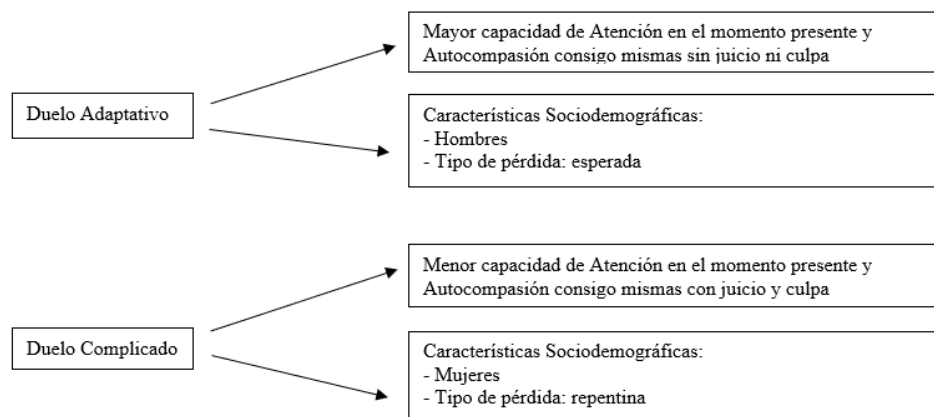 Mayor capacidad de Atención en el momento presente y
Autocompasión consigo mismas sin juicio ni culpa
Duelo Adaptativo
Características Sociodemográficas:
- Hombres
- Tipo de pérdida: esperada
Menor capacidad de Atención en el momento presente y
Autocompasión consigo mismas con juicio y culpa
Duelo Complicado
Características Sociodemográficas:
- Mujeres
- Tipo de pérdida: repentina